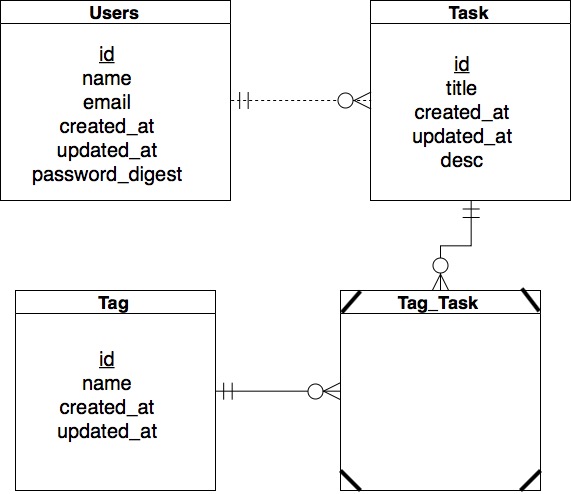 Users
id
name
email
created_at
updated_at
password_digest
Task
id
title
created_at
updated_at
desc
Tag
id
name
created_at
updated_at
Tag_Task